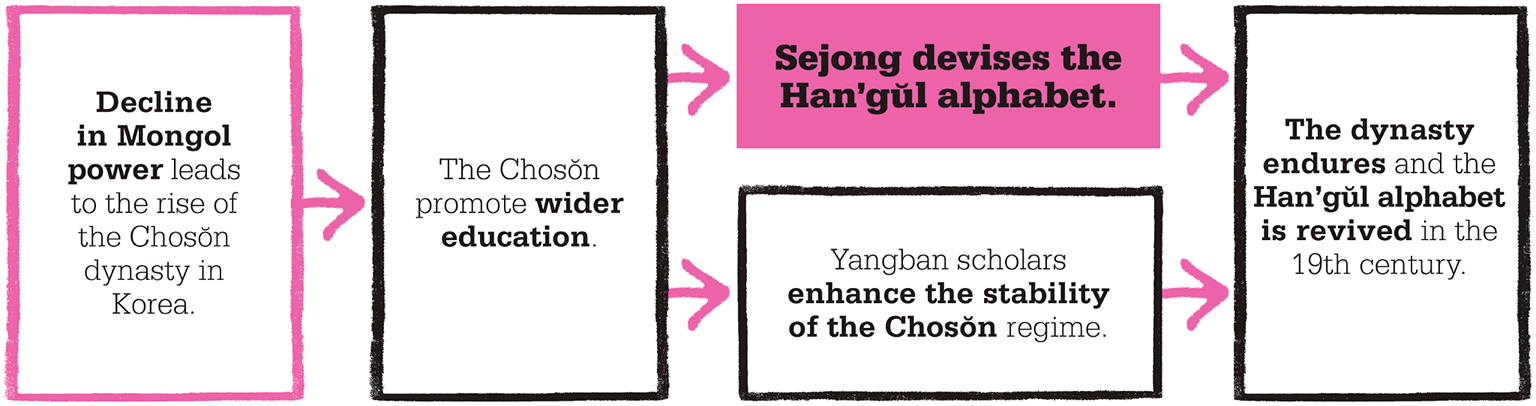 Decline
in Mongol
power leads
to the rise of
the Chosŏn
dynasty in
Korea.
The Chosŏn
promote wider
education.
Sejong devises the
Han’gŭl alphabet.
Yangban scholars
enhance the stability
of the Chosŏn regime.
The dynasty
endures and the
Han’gŭl alphabet
is revived in the
19th century.